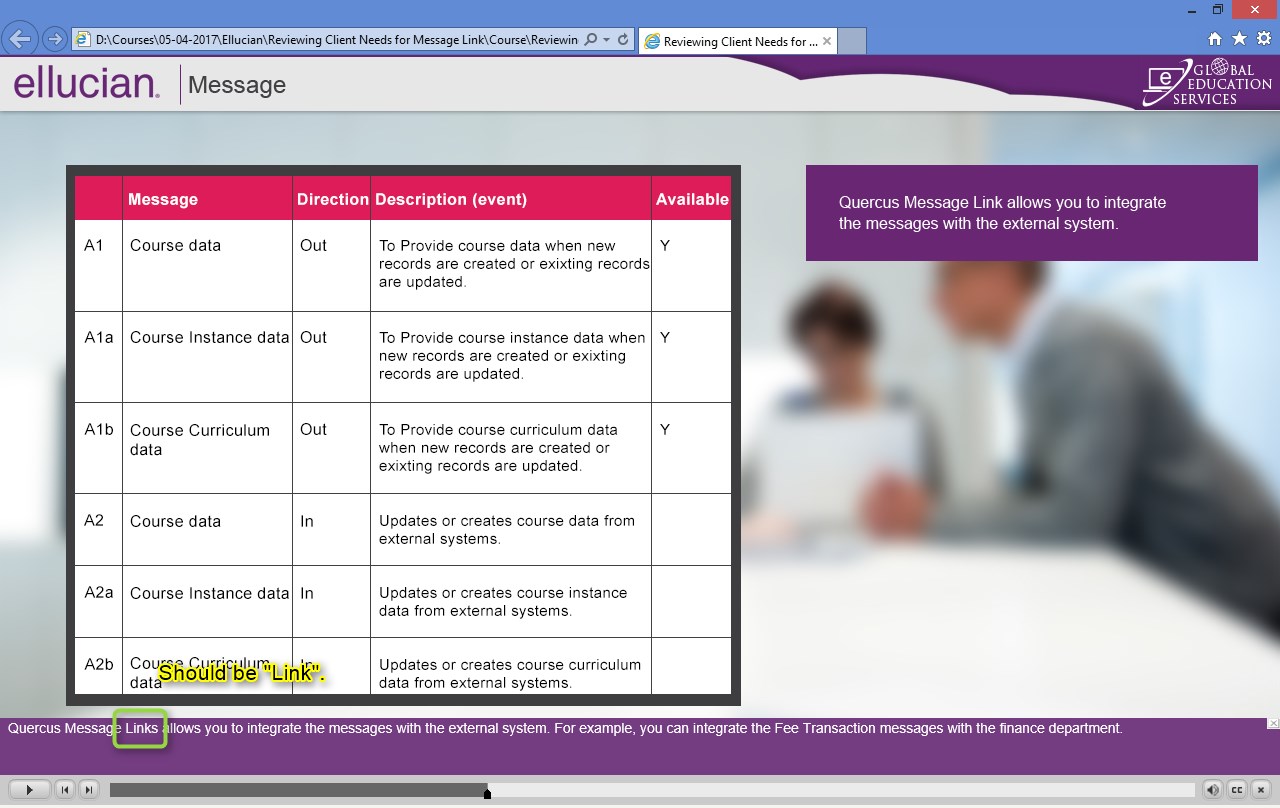 D:\Courses\05-04-2017\Ellucian\Reviewing Client Needs for Message Link\Course\Reviewin
Reviewing Client Needs for ...
ellucian.
Message
GLOBAL
EDUCATION
SERVICES
Message Direction Description (event) Available
A1 Course data Out To Provide course data when new
records are created or exixting records
are updated. Y
A1a Course Instance data Out To Provide course instance data when
new records are created or exixting
records are updated. Y
A1b Course Curriculum
data Out To Provide course curriculum data
when new records are created or
exixting records are updated. Y
A2 Course data In Updates or creates course data from
external systems.
A2a Course Instance data In Updates or creates course instance
data from external systems.
A2b Course Curriculum
data In Updates or creates course curriculum
data from external systems.
Should be "Link".
Quercus Message Link allows you to integrate
the messages with the external system.
Quercus Message Links allows you to integrate the messages with the external system. For example, you can integrate the Fee Transaction messages with the finance department.
CC